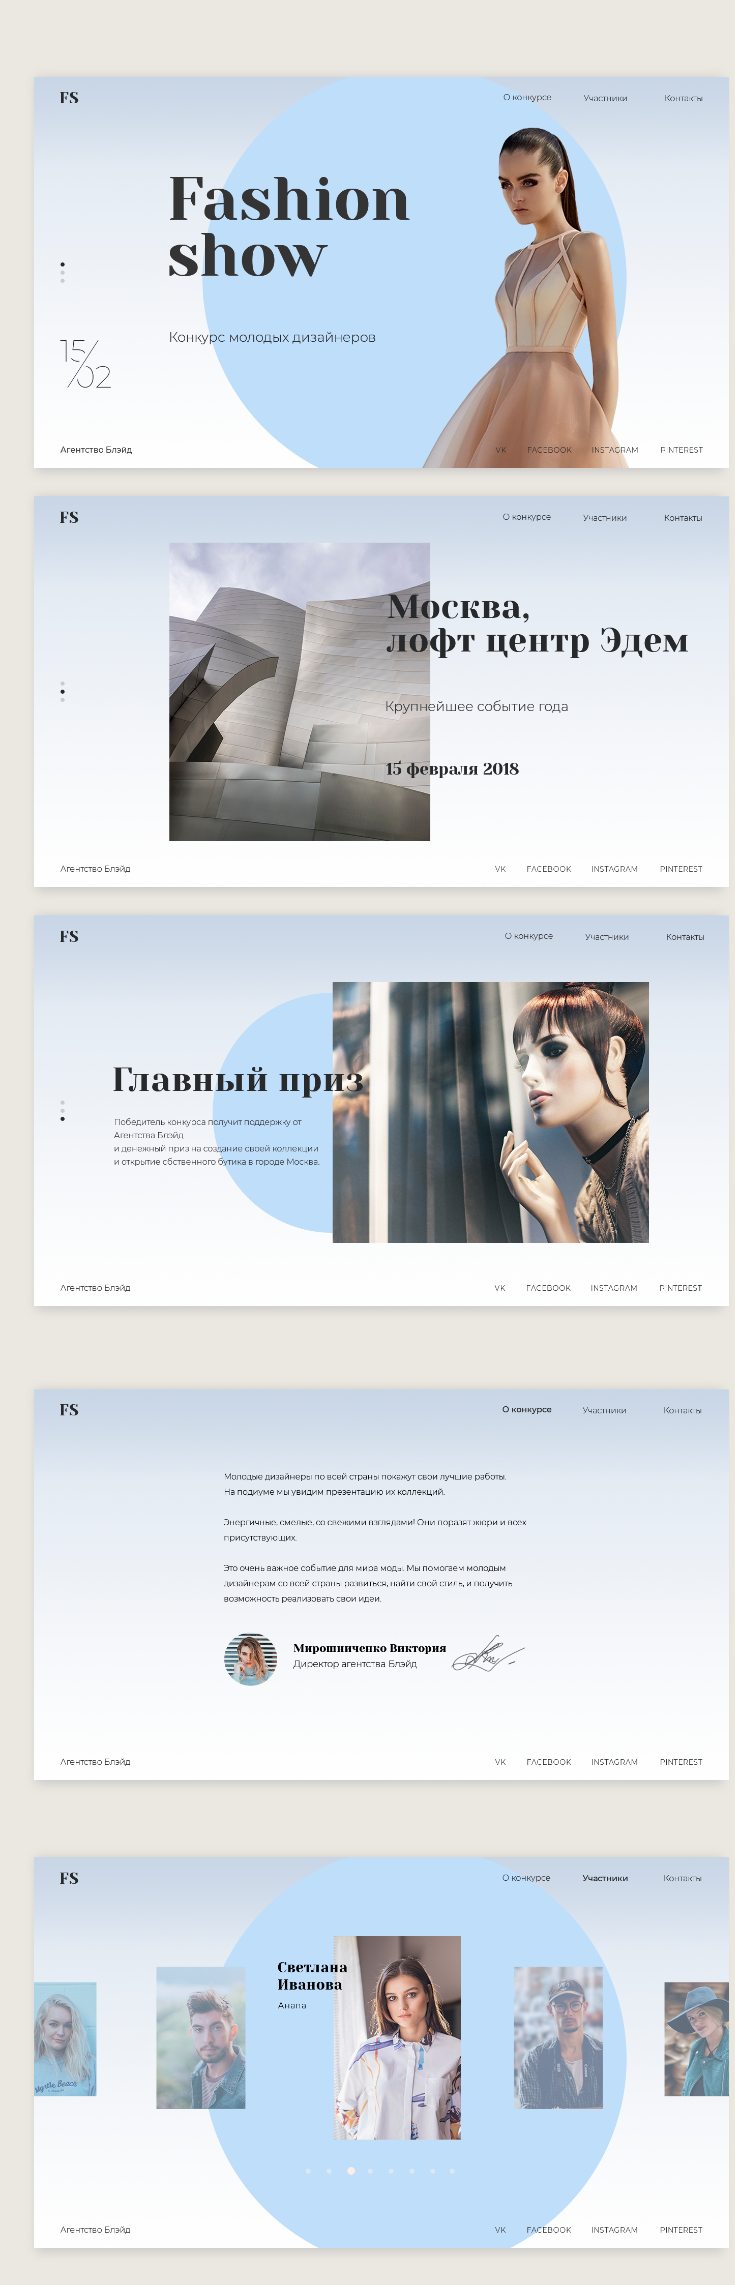 FS
О конкурсе
Участники
Контакты
Fashion
show
Конкурс молодых дизайнеров
15/
02
Агентство Блэйд
VK
FACEBOOK
INSTAGRAM
PINTEREST
FS
О конкурсе
Участники
Контакты
Москва,
лофт центр Эдем
Крупнейшее событие года
15 февраля 2018
Агентство Блэйд
VK
FACEBOOK
INSTAGRAM
PINTEREST
FS
О конкурсе
Участники
Контакты
Главный приз
Победитель конкурса получит поддержку от
Агентства Блэйд
и денежный приз на создание своей коллекции
и открытие сбственного бутика в городе Москва.
Агентство Блэйд
VK
FACEBOOK
INSTAGRAM
PINTEREST
FS
О конкурсе
Участники
Контакты
Молодые дизайнеры по всей страны покажут свои лучшие работы.
На подиуме мы увидим презентацию их коллекций.
Энергичные, смелые, со свежими взглядами! Они поразят жюри и всех
присутствующих.
Это очень важное событие для мира моды. Мы помогаем молодым
дизайнерам со всей страны развиться, найти свой стиль, и получить
возможность реализовать свои идеи.
Мирошниченко Виктория
Директор агентства Блэйд
Агентство Блэйд
VK
FACEBOOK
INSTAGRAM
PINTEREST
FS
О конкурсе
Участники
Контакты
Светлана
Иванова
Анапа
Агентство Блэйд
VK
FACEBOOK
INSTAGRAM
PINTEREST